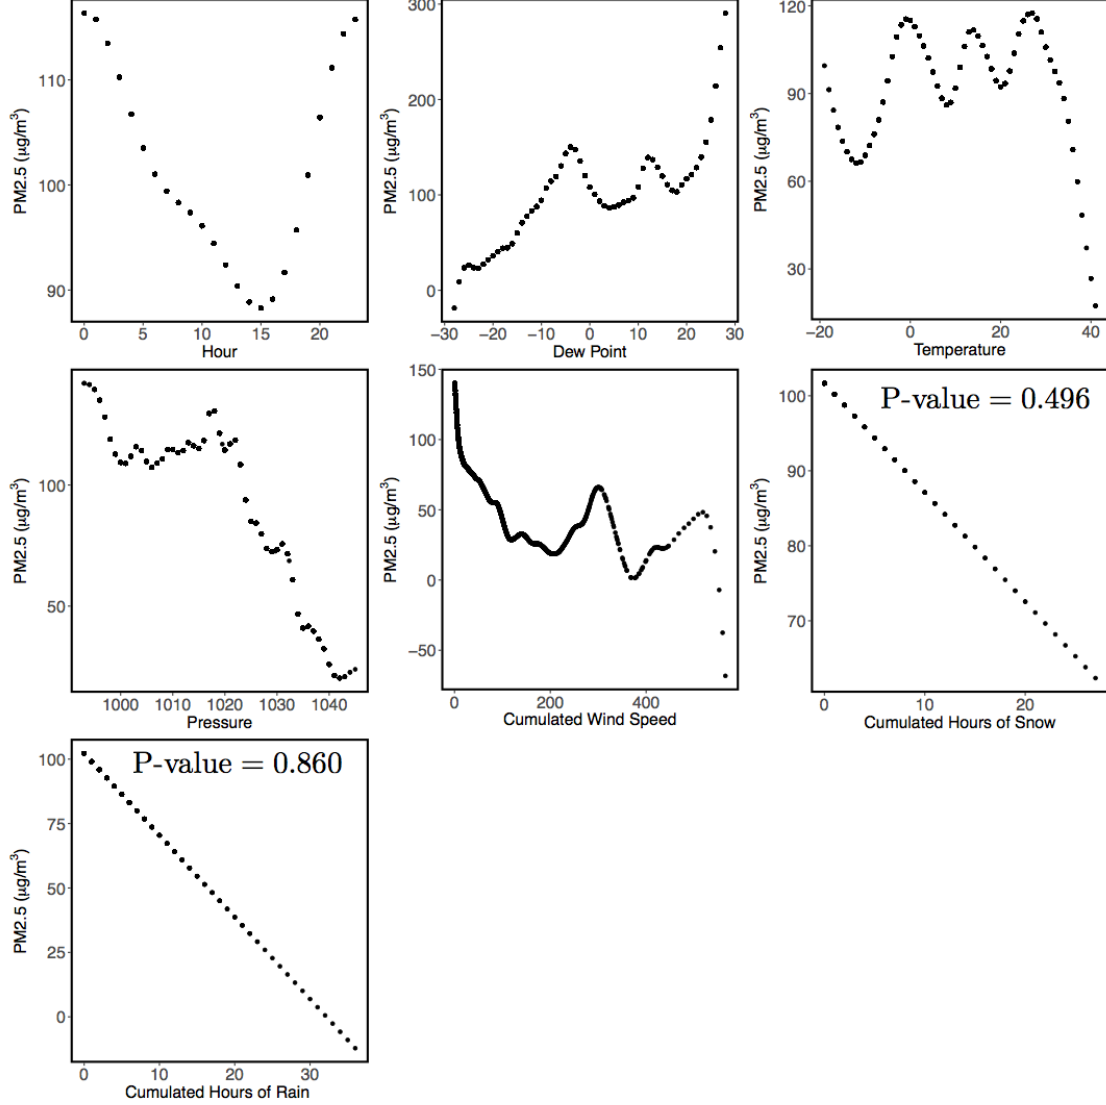 PM2.5 (μg/m³)
110
100
90
0 5 10 15 20
Hour
PM2.5 (μg/m³)
300
200
100
0
−30 −20 −10 0 10 20 30
Dew Point
PM2.5 (μg/m³)
120
90
60
30
−20 0 20 40
Temperature
PM2.5 (μg/m³)
100
50
1000 1010 1020 1030 1040
Pressure
PM2.5 (μg/m³)
150
100
50
0
−50
0 200 400
Cumulated Wind Speed
P-value = 0.496
PM2.5 (μg/m³)
100
90
80
70
0 10 20
Cumulated Hours of Snow
P-value = 0.860
PM2.5 (μg/m³)
100
75
50
25
0
0 10 20 30
Cumulated Hours of Rain